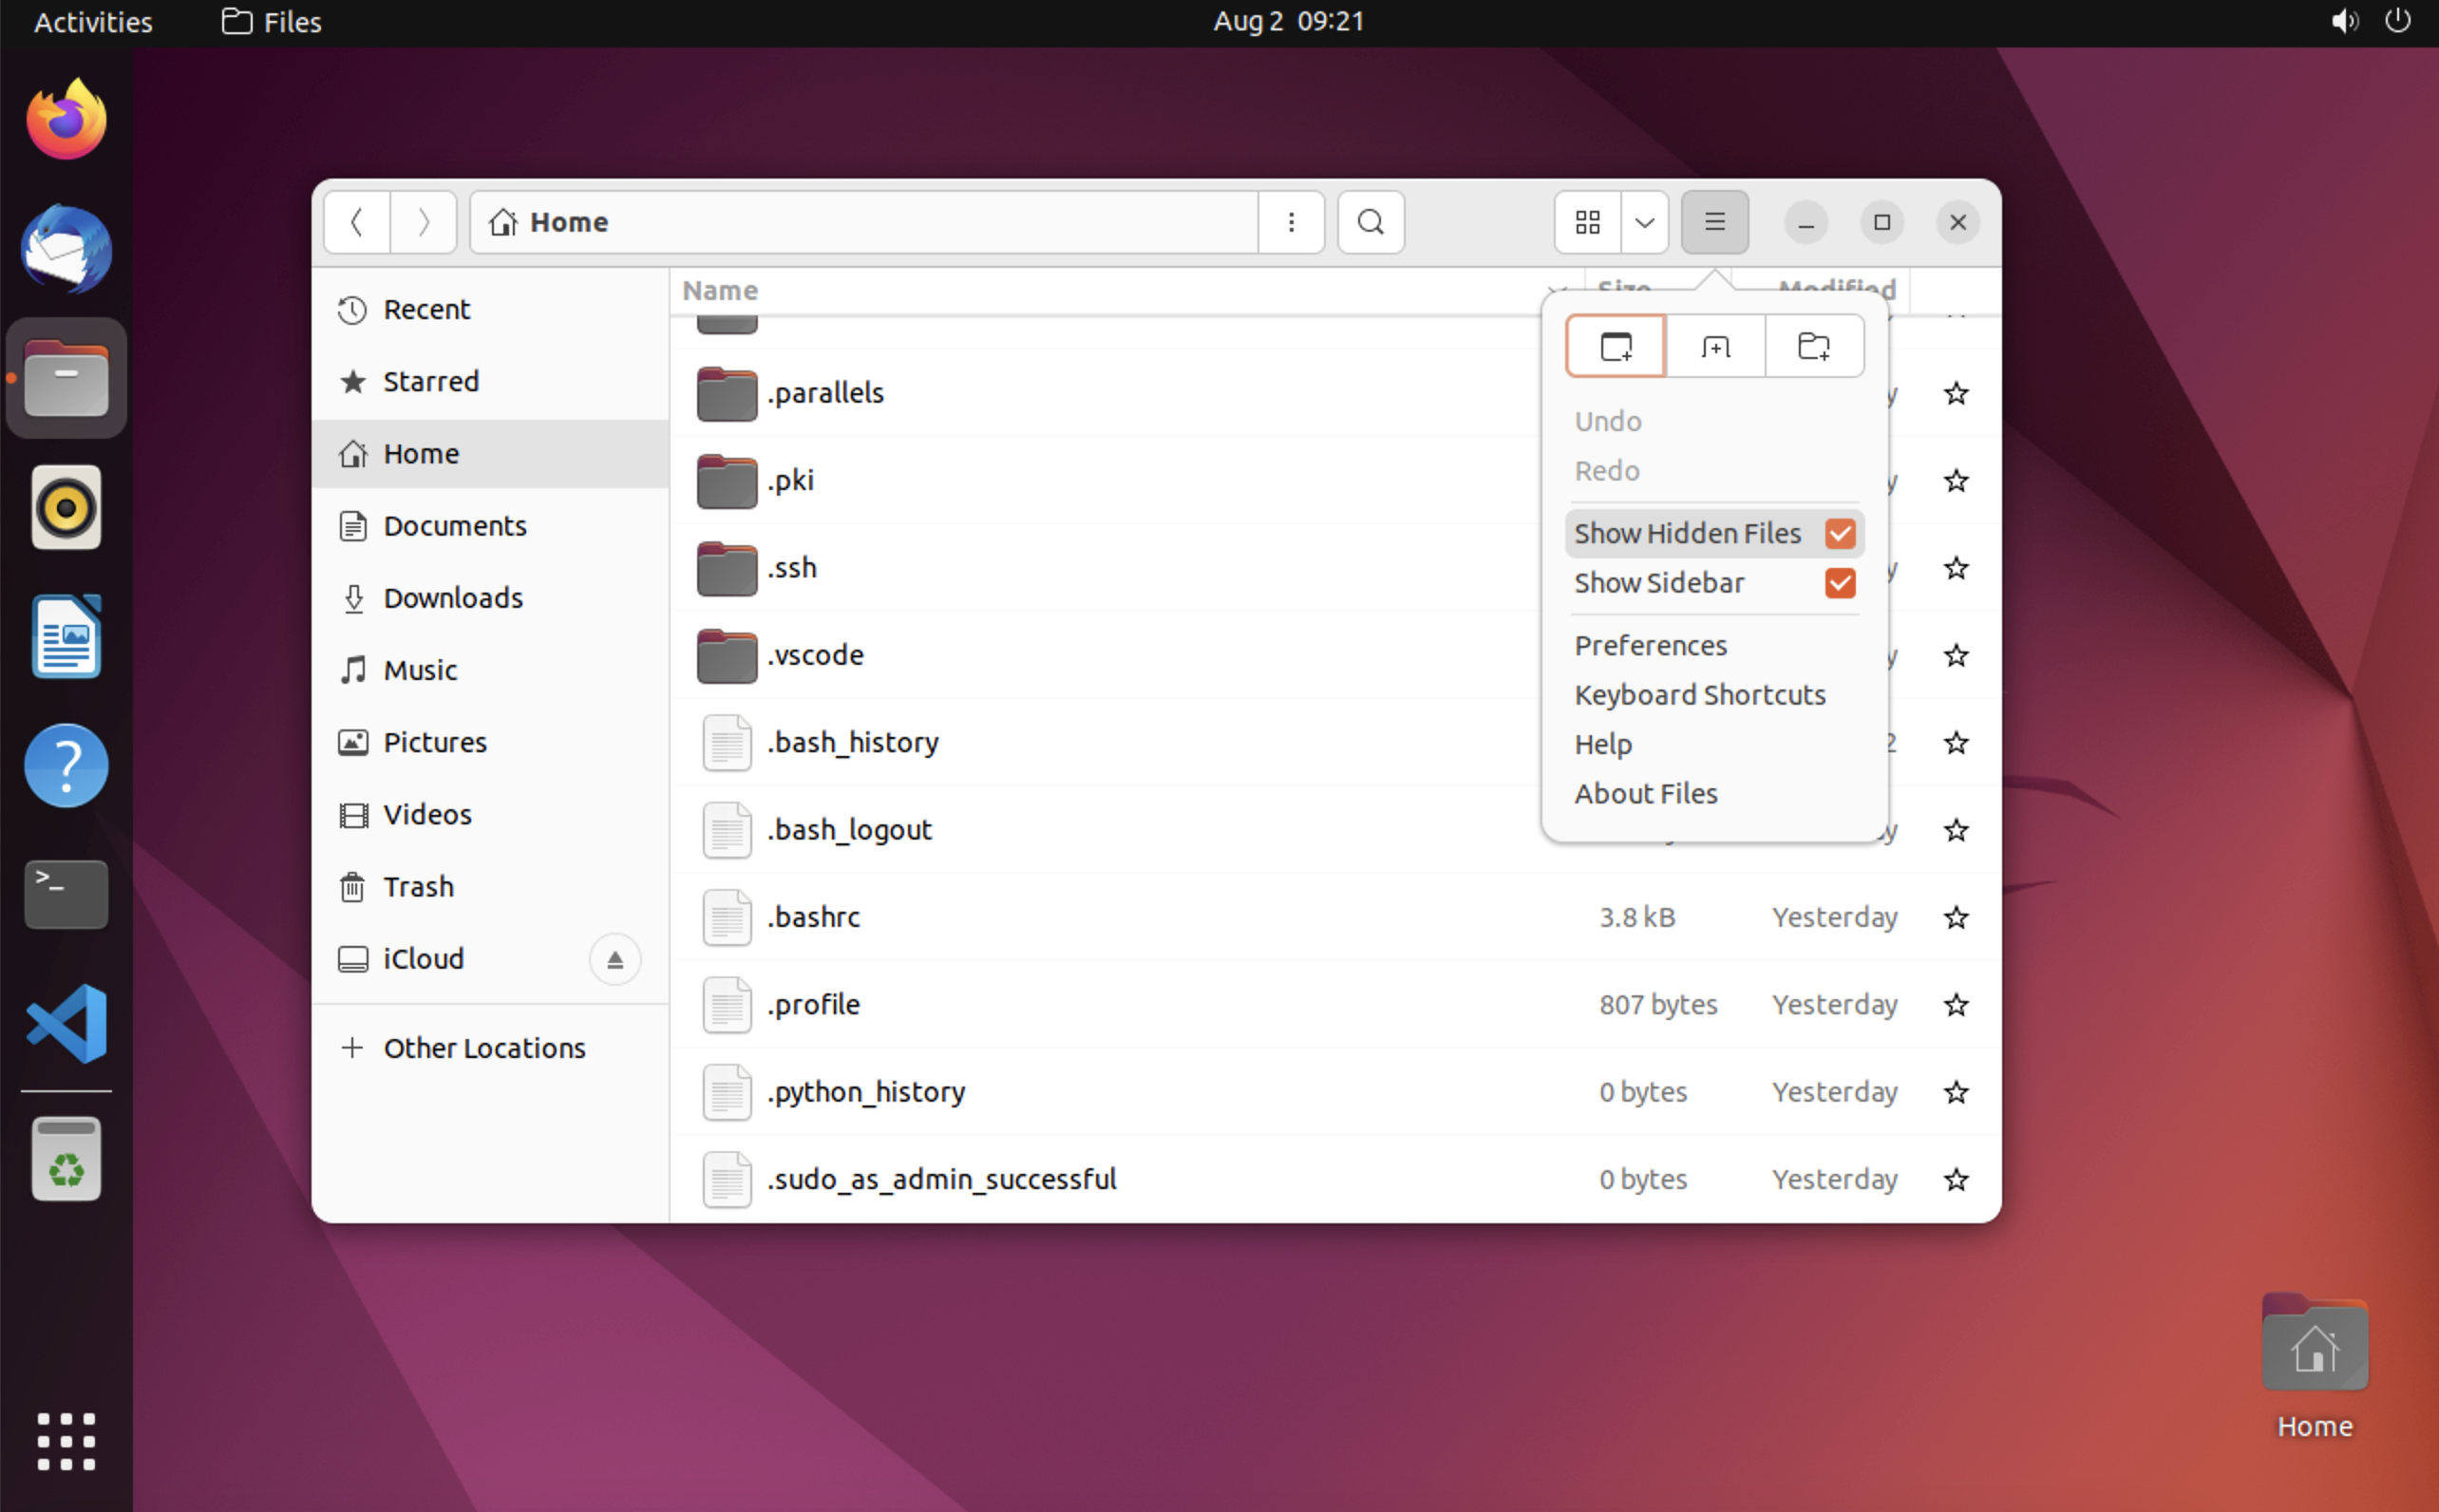 Activities
Files
Aug 2 09:21
Home
Recent
Starred
Home
Documents
Downloads
Music
Pictures
Videos
Trash
iCloud
Other Locations
Name
Size
Modified
.parallels
.pki
.ssh
.vscode
.bash_history
.bash_logout
.bashrc 3.8 kB Yesterday
.profile 807 bytes Yesterday
.python_history 0 bytes Yesterday
.sudo_as_admin_successful 0 bytes Yesterday
Undo
Redo
Show Hidden Files
Show Sidebar
Preferences
Keyboard Shortcuts
Help
About Files
Home